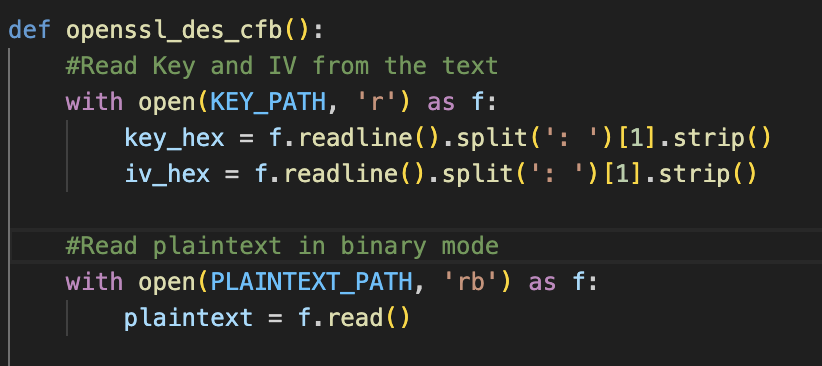 def openssl_des_cfb():
    #Read Key and IV from the text
    with open(KEY_PATH, 'r') as f:
        key_hex = f.readline().split(': ')[1].strip()
        iv_hex = f.readline().split(': ')[1].strip()

    #Read plaintext in binary mode
    with open(PLAINTEXT_PATH, 'rb') as f:
        plaintext = f.read()